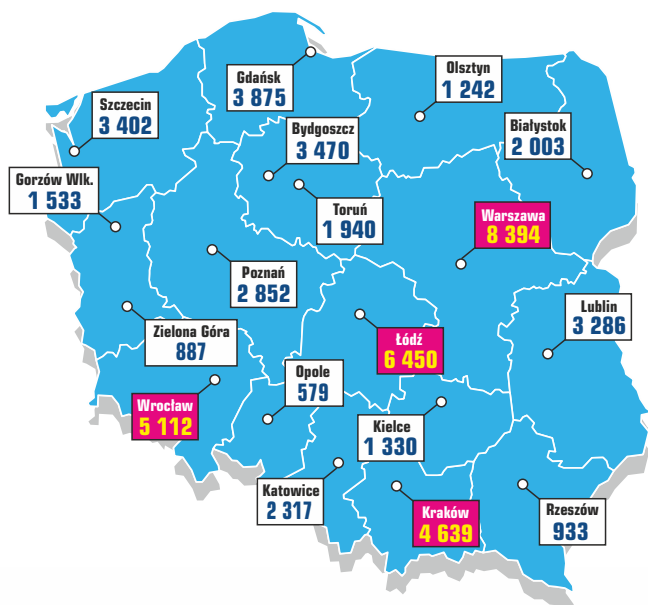 Gdańsk
3 875
Olsztyn
1 242
Szczecin
3 402
Bydgoszcz
3 470
Białystok
2 003
Gorzów Wlk.
1 533
Toruń
1 940
Warszawa
8 394
Poznań
2 852
Lublin
3 286
Zielona Góra
887
Łódź
6 450
Opole
579
Wrocław
5 112
Kielce
1 330
Katowice
2 317
Kraków
4 639
Rzeszów
933